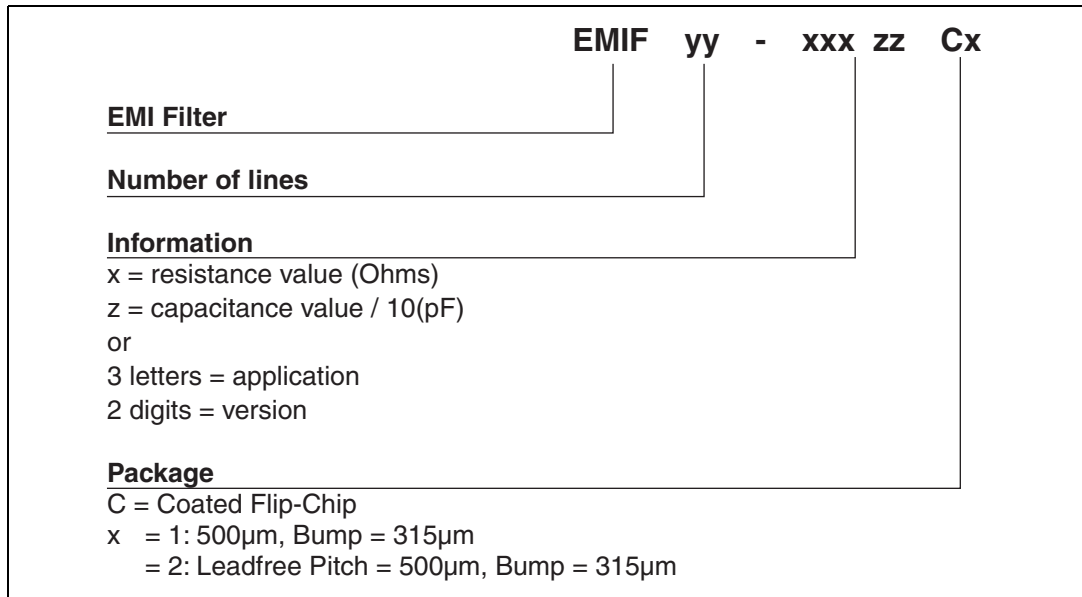 EMIF yy - xxx zz Cx
EMI Filter
Number of lines
Information
x = resistance value (Ohms)
z = capacitance value / 10(pF)
or
3 letters = application
2 digits = version
Package
C = Coated Flip-Chip
x = 1: 500µm, Bump = 315µm
= 2: Leadfree Pitch = 500µm, Bump = 315µm